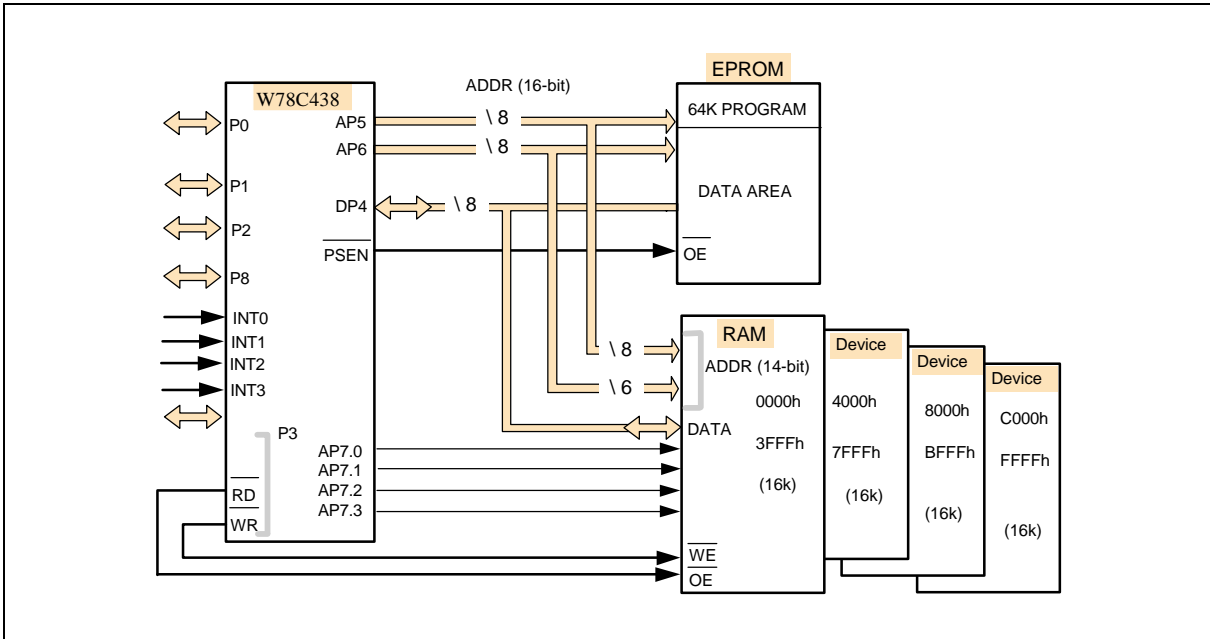 EPROM
ADDR (16-bit)
W78C438
64K PROGRAM
P0
AP5
\ 8
AP6
\ 8
P1
DATA AREA
DP4
\ 8
P2
PSEN
OE
P8
INT0
INT1
INT2
INT3
RAM
Device
Device
Device
\ 8
ADDR (14-bit)
\ 6
0000h
4000h
8000h
C000h
DATA
P3
3FFFh
7FFFh
BFFFh
FFFFh
AP7.0
AP7.1
AP7.2
AP7.3
(16k)
(16k)
(16k)
(16k)
RD
WR
WE
OE